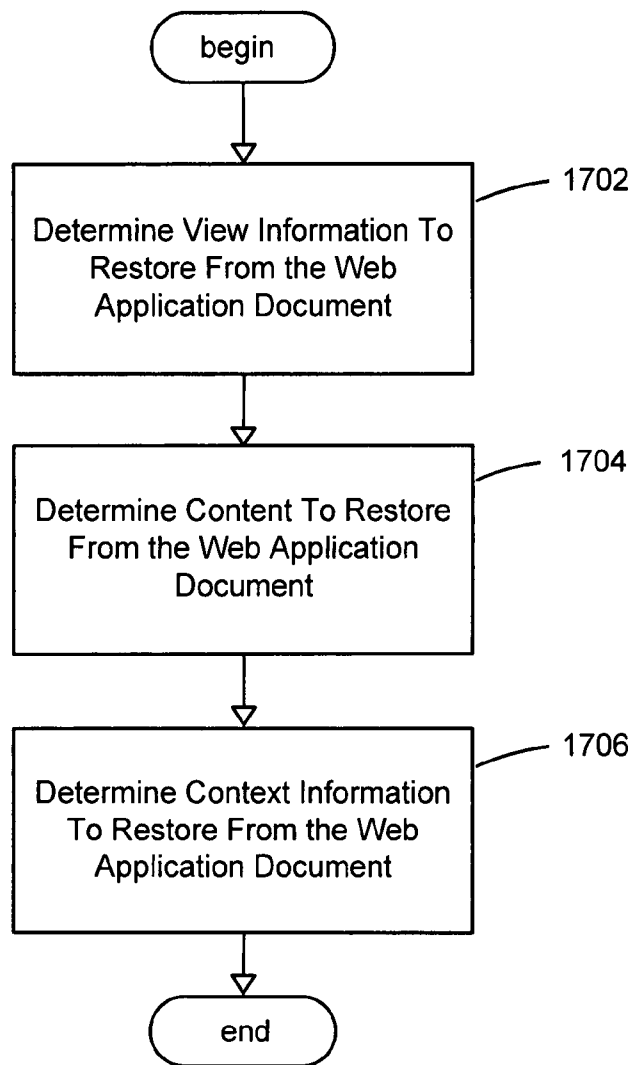 begin
1702
Determine View Information To
Restore From the Web
Application Document
1704
Determine Content To Restore
From the Web Application
Document
1706
Determine Context Information
To Restore From the Web
Application Document
end